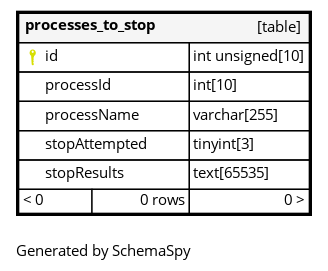 processes_to_stop [table]
id int unsigned[10]
processId int[10]
processName varchar[255]
stopAttempted tinyint[3]
stopResults text[65535]
< 0 0 rows 0 >
Generated by SchemaSpy